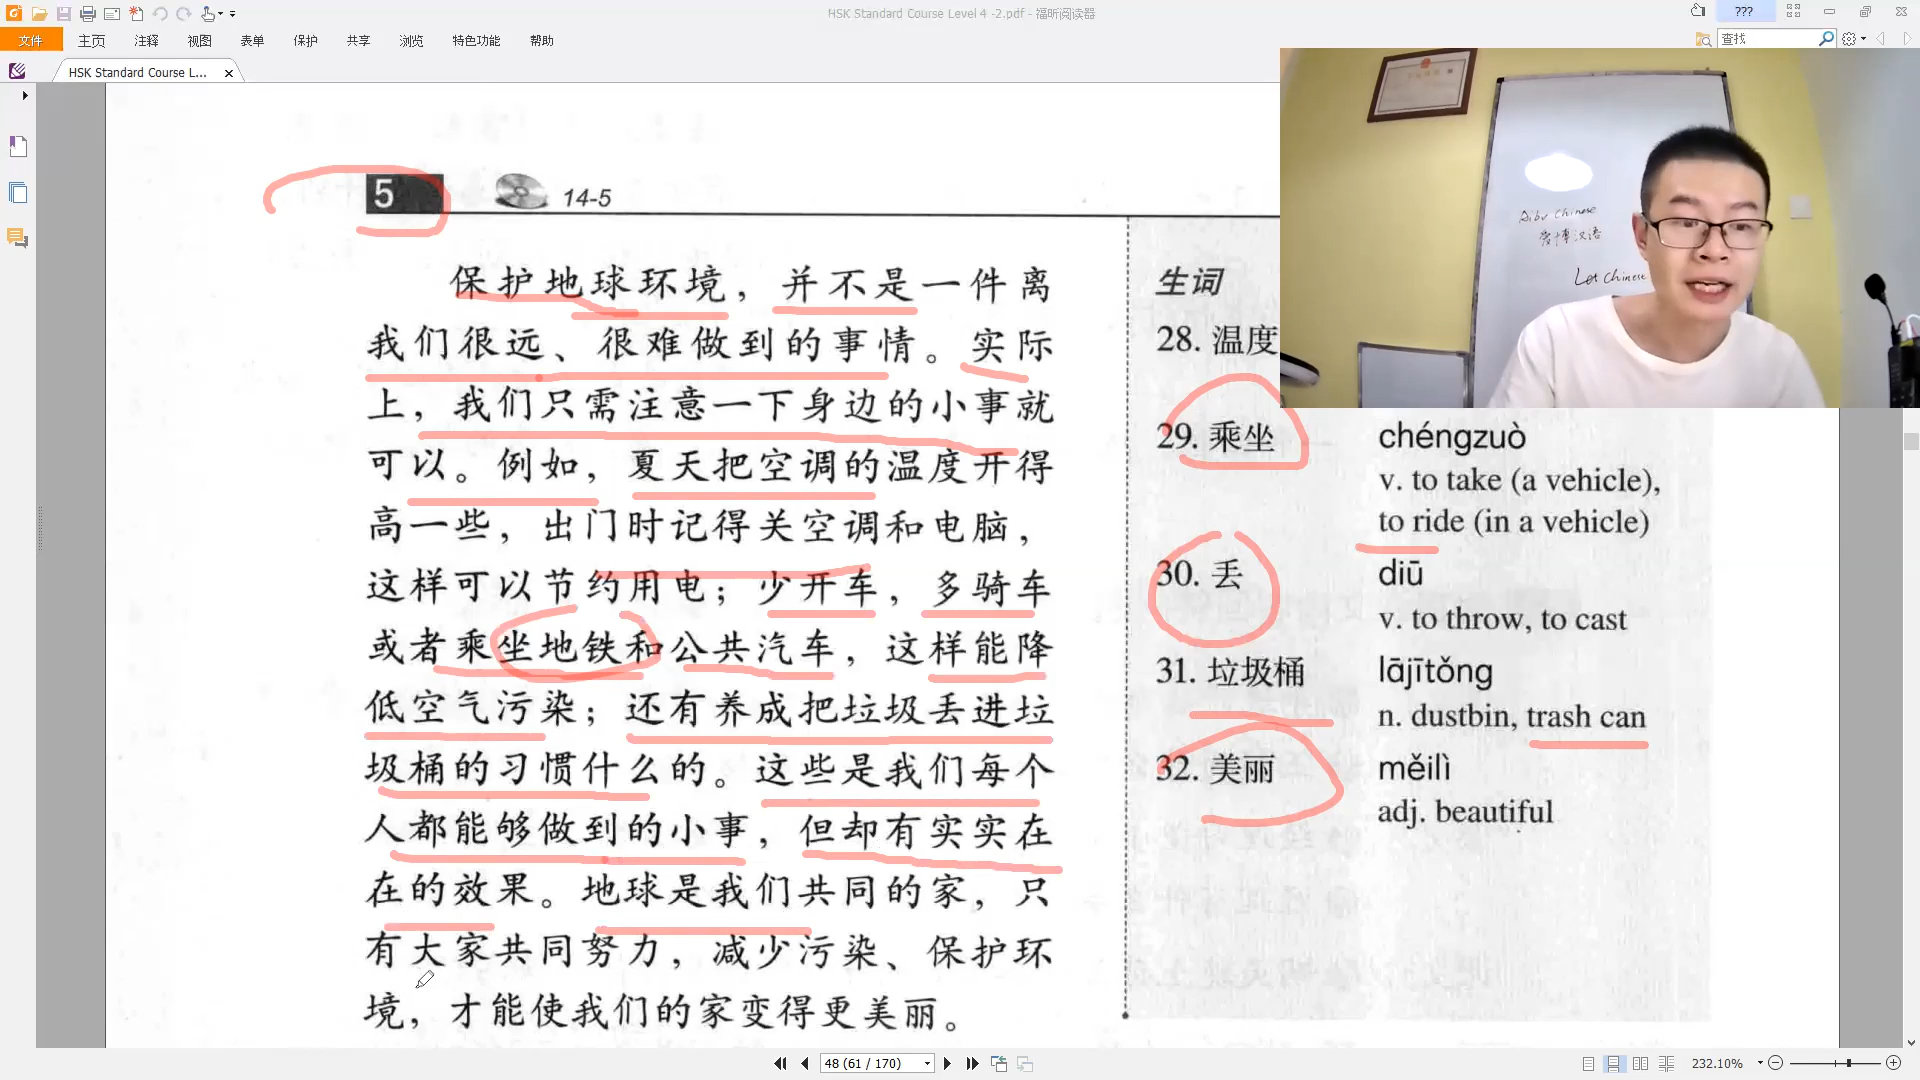 HSK Standard Course Level 4 -2.pdf - 福昕阅读器
???
文件 主页 注释 视图 表单 保护 共享 浏览 特色功能 帮助
查找
HSK Standard Course L...
5 14-5
保护地球环境，并不是一件离
我们很远、很难做到的事情。实际
上，我们只需注意一下身边的小事就
可以。例如，夏天把空调的温度开得
高一些，出门时记得关空调和电脑，
这样可以节约用电；少开车，多骑车
或者乘坐地铁和公共汽车，这样能降
低空气污染；还有养成把垃圾丢进垃
圾桶的习惯什么的。这些是我们每个
人都能够做到的小事，但却有实实在
在的效果。地球是我们共同的家，只
有大家共同努力，减少污染、保护环
境，才能使我们的家变得更美丽。
生词
28. 温度
29. 乘坐 chéngzuò
v. to take (a vehicle),
to ride (in a vehicle)
30. 丢 diū
v. to throw, to cast
31. 垃圾桶 lājītǒng
n. dustbin, trash can
32. 美丽 měilì
adj. beautiful
Aibo Chinese
爱博汉语
Lot Chinese
48 (61 / 170)
232.10%